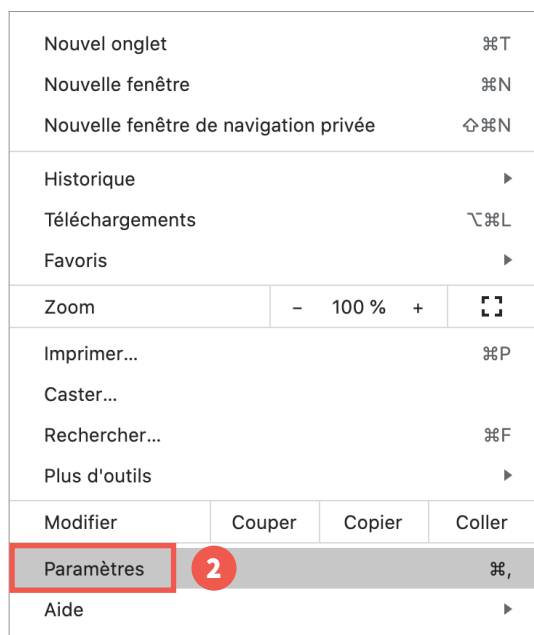 Nouvel onglet ⌘T
Nouvelle fenêtre ⌘N
Nouvelle fenêtre de navigation privée ⇧⌘N
Historique
Téléchargements ⌥⌘L
Favoris
Zoom - 100 % +
Imprimer... ⌘P
Caster...
Rechercher... ⌘F
Plus d'outils
Modifier Couper Copier Coller
Paramètres 2 ⌘,
Aide